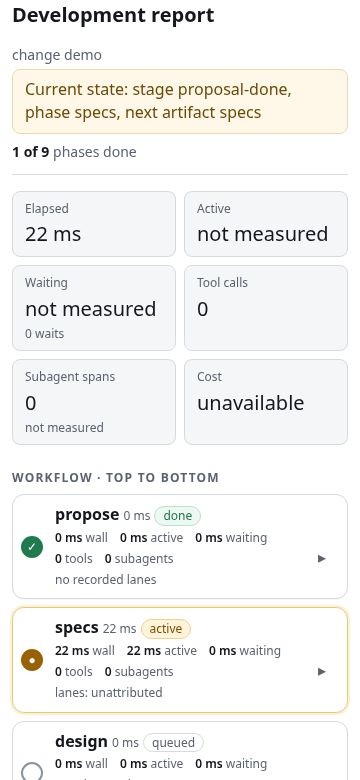 Development report
change demo
Current state: stage proposal-done,
phase specs, next artifact specs
1 of 9 phases done
Elapsed
22 ms
Active
not measured
Waiting
not measured
0 waits
Tool calls
0
Subagent spans
0
not measured
Cost
unavailable
WORKFLOW · TOP TO BOTTOM
propose 0 ms done
0 ms wall 0 ms active 0 ms waiting
0 tools 0 subagents
no recorded lanes
specs 22 ms active
22 ms wall 22 ms active 0 ms waiting
0 tools 0 subagents
lanes: unattributed
design 0 ms queued
0 ms wall 0 ms active 0 ms waiting